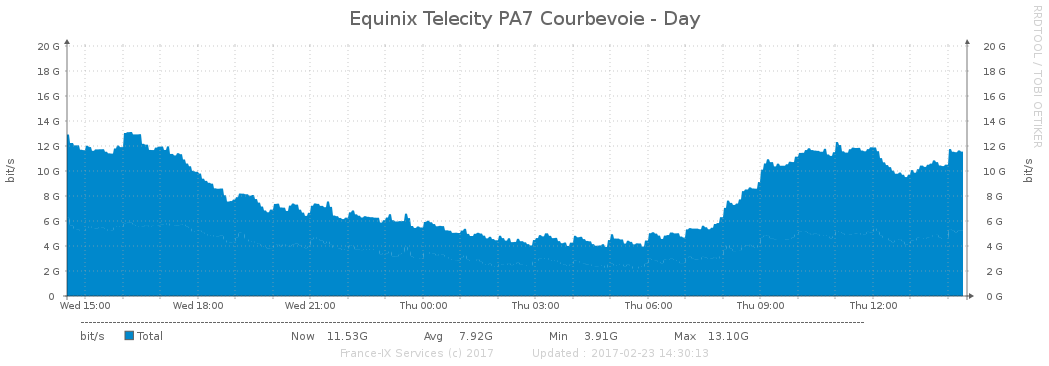 Equinix Telecity PA7 Courbevoie - Day
RRDTOOL / TOBI OETIKER
bit/s
bit/s
20 G 20 G
18 G 18 G
16 G 16 G
14 G 14 G
12 G 12 G
10 G 10 G
8 G 8 G
6 G 6 G
4 G 4 G
2 G 2 G
0 0 G
Wed 15:00 Wed 18:00 Wed 21:00 Thu 00:00 Thu 03:00 Thu 06:00 Thu 09:00 Thu 12:00
bit/s Total Now 11.53G Avg 7.92G Min 3.91G Max 13.10G
France-IX Services (c) 2017 Updated : 2017-02-23 14:30:13